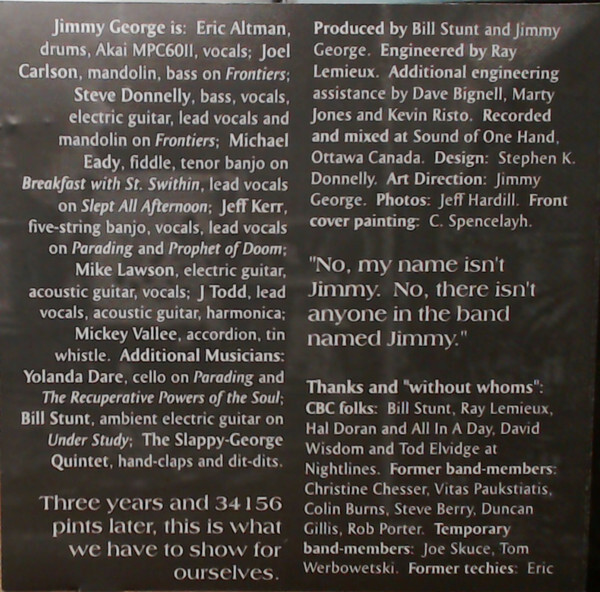 Jimmy George is: Eric Altman,
drums, Akai MPC60II, vocals; Joel
Carlson, mandolin, bass on Frontiers;
Steve Donnelly, bass, vocals,
electric guitar, lead vocals and
mandolin on Frontiers; Michael
Eady, fiddle, tenor banjo on
Breakfast with St. Swithin, lead vocals
on Slept All Afternoon; Jeff Kerr,
five-string banjo, vocals, lead vocals
on Parading and Prophet of Doom;
Mike Lawson, electric guitar,
acoustic guitar, vocals; J Todd, lead
vocals, acoustic guitar, harmonica;
Mickey Vallee, accordion, tin
whistle. Additional Musicians:
Yolanda Dare, cello on Parading and
The Recuperative Powers of the Soul;
Bill Stunt, ambient electric guitar on
Under Study; The Slappy-George
Quintet, hand-claps and dit-dits.
Three years and 34156
pints later, this is what
we have to show for
ourselves.
Produced by Bill Stunt and Jimmy
George. Engineered by Ray
Lemieux. Additional engineering
assistance by Dave Bignell, Marty
Jones and Kevin Risto. Recorded
and mixed at Sound of One Hand,
Ottawa Canada. Design: Stephen K.
Donnelly. Art Direction: Jimmy
George. Photos: Jeff Hardill. Front
cover painting: C. Spencelayh.
"No, my name isn't
Jimmy. No, there isn't
anyone in the band
named Jimmy."
Thanks and "without whoms":
CBC folks: Bill Stunt, Ray Lemieux,
Hal Doran and All In A Day, David
Wisdom and Tod Elvidge at
Nightlines. Former band-members:
Christine Chesser, Vitas Paukstiatis,
Colin Burns, Steve Berry, Duncan
Gillis, Rob Porter. Temporary
band-members: Joe Skuce, Tom
Werbowetski. Former techies: Eric